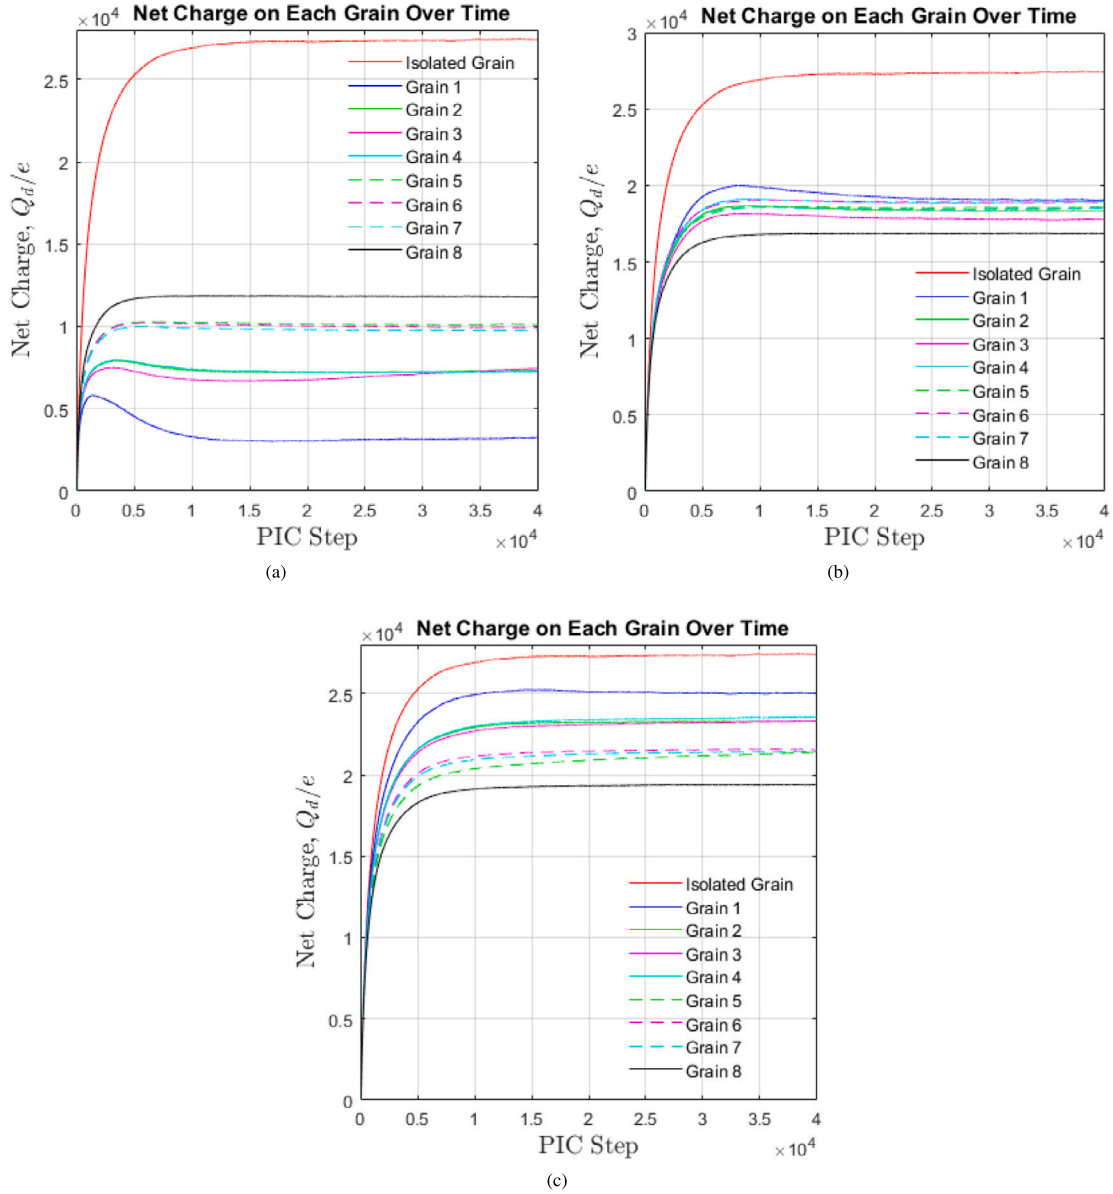 ×10⁴
Net Charge on Each Grain Over Time
Net Charge, Q_d/e
2.5
2
1.5
1
0.5
0
Isolated Grain
Grain 1
Grain 2
Grain 3
Grain 4
Grain 5
Grain 6
Grain 7
Grain 8
0 0.5 1 1.5 2 2.5 3 3.5 4
PIC Step
×10⁴
(a)
×10⁴
Net Charge on Each Grain Over Time
Net Charge, Q_d/e
3
2.5
2
1.5
1
0.5
0
Isolated Grain
Grain 1
Grain 2
Grain 3
Grain 4
Grain 5
Grain 6
Grain 7
Grain 8
0 0.5 1 1.5 2 2.5 3 3.5 4
PIC Step
×10⁴
(b)
×10⁴
Net Charge on Each Grain Over Time
Net Charge, Q_d/e
2.5
2
1.5
1
0.5
0
Isolated Grain
Grain 1
Grain 2
Grain 3
Grain 4
Grain 5
Grain 6
Grain 7
Grain 8
0 0.5 1 1.5 2 2.5 3 3.5 4
PIC Step
×10⁴
(c)